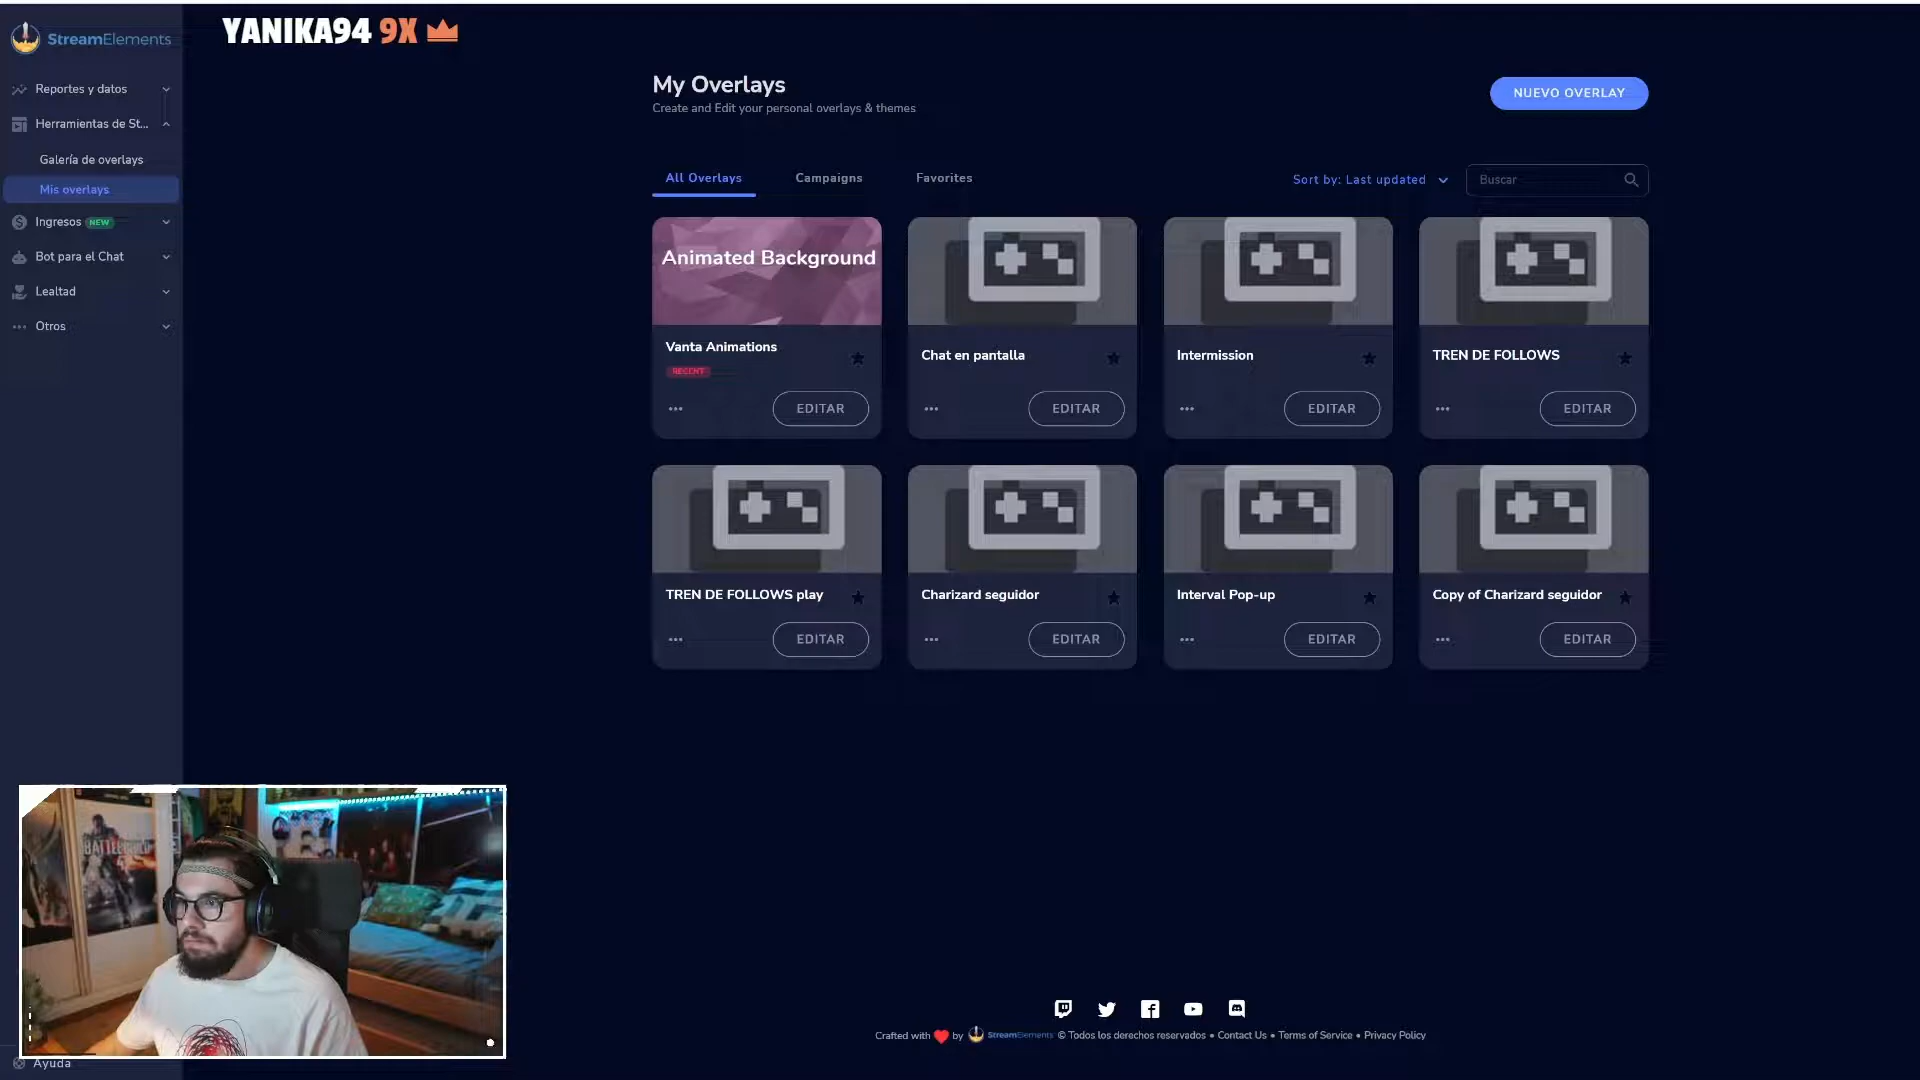 StreamElements
YANIKA94 9X
Reportes y datos
Herramientas de St...
Galería de overlays
Mis overlays
Ingresos NEW
Bot para el Chat
Lealtad
Otros
My Overlays
Create and Edit your personal overlays & themes
NUEVO OVERLAY
All Overlays
Campaigns
Favorites
Sort by: Last updated
Buscar
Animated Background
Vanta Animations
RECENT
EDITAR
Chat en pantalla
EDITAR
Intermission
EDITAR
TREN DE FOLLOWS
EDITAR
TREN DE FOLLOWS play
EDITAR
Charizard seguidor
EDITAR
Interval Pop-up
EDITAR
Copy of Charizard seguidor
EDITAR
BATTLEFIELD
4
Crafted with by StreamElements © Todos los derechos reservados • Contact Us • Terms of Service • Privacy Policy
Ayuda